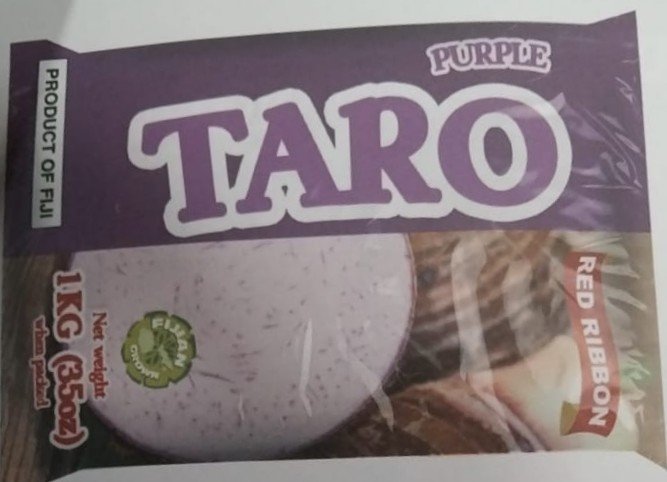 PURPLE
TARO
PRODUCT OF FIJI
RED RIBBON
FIJIAN
GROWN
Net weight
1KG (35oz)
when packed